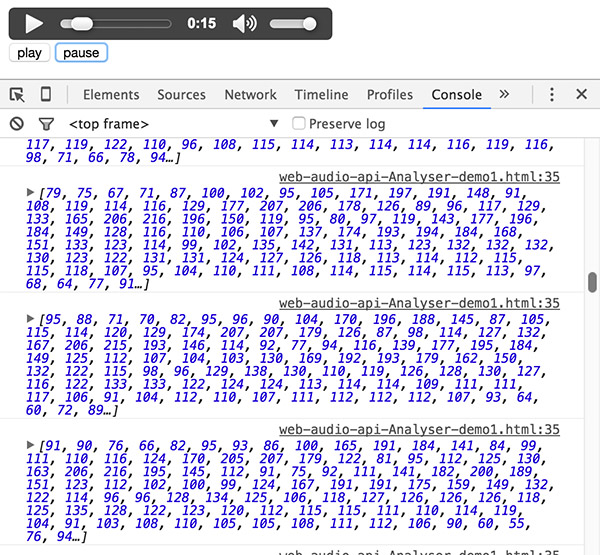 0:15
play pause
Elements Sources Network Timeline Profiles Console »
<top frame> ▼ Preserve log
117, 119, 122, 110, 96, 108, 115, 114, 113, 114, 114, 116, 119, 116,
98, 71, 66, 78, 94…]
web-audio-api-Analyser-demo1.html:35
[79, 75, 67, 71, 87, 100, 102, 95, 105, 171, 197, 191, 148, 91,
108, 119, 114, 116, 129, 177, 207, 206, 178, 126, 89, 96, 117, 129,
133, 165, 206, 216, 196, 150, 119, 95, 80, 97, 119, 143, 177, 196,
184, 149, 128, 116, 110, 106, 107, 137, 174, 193, 194, 184, 168,
151, 133, 123, 114, 99, 102, 135, 142, 131, 113, 123, 132, 132, 132,
130, 123, 122, 131, 131, 124, 127, 126, 118, 113, 114, 112, 115,
115, 118, 107, 95, 104, 110, 111, 108, 114, 115, 114, 115, 113, 97,
68, 64, 77, 91…]
web-audio-api-Analyser-demo1.html:35
[95, 88, 71, 70, 82, 95, 96, 90, 104, 170, 196, 188, 145, 87, 105,
115, 114, 120, 129, 174, 207, 207, 179, 126, 87, 98, 114, 127, 132,
167, 206, 215, 193, 146, 114, 92, 77, 94, 116, 139, 177, 195, 184,
149, 125, 112, 107, 104, 103, 130, 169, 192, 193, 179, 162, 150,
132, 122, 115, 98, 96, 129, 138, 130, 110, 119, 126, 128, 130, 127,
116, 122, 133, 133, 122, 124, 124, 113, 114, 114, 109, 111, 111,
117, 106, 91, 104, 112, 110, 107, 111, 112, 112, 112, 107, 93, 64,
60, 72, 89…]
web-audio-api-Analyser-demo1.html:35
[91, 90, 76, 66, 82, 95, 93, 86, 100, 165, 191, 184, 141, 84, 99,
111, 110, 116, 124, 170, 205, 207, 179, 122, 81, 95, 112, 125, 130,
163, 206, 216, 195, 145, 112, 91, 75, 92, 111, 141, 182, 200, 189,
151, 123, 112, 102, 100, 99, 124, 167, 191, 191, 175, 159, 149, 132,
122, 114, 96, 96, 128, 134, 125, 106, 118, 127, 126, 126, 126, 118,
125, 135, 128, 122, 123, 120, 112, 115, 115, 111, 110, 114, 119,
104, 91, 103, 108, 110, 105, 105, 108, 111, 112, 106, 90, 60, 55,
76, 94…]
web-audio-api-Analyser-demo1.html:35